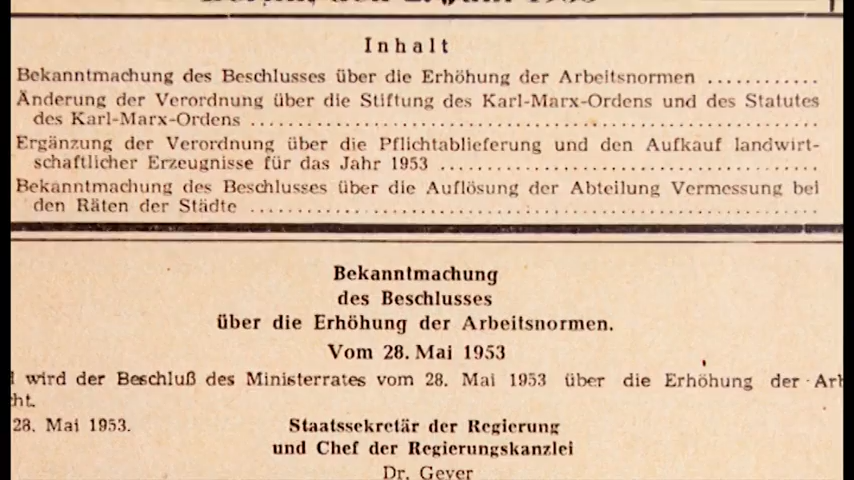 Inhalt
Bekanntmachung des Beschlusses über die Erhöhung der Arbeitsnormen ............
Änderung der Verordnung über die Stiftung des Karl-Marx-Ordens und des Statutes
des Karl-Marx-Ordens ............
Ergänzung der Verordnung über die Pflichtablieferung und den Aufkauf landwirt-
schaftlicher Erzeugnisse für das Jahr 1953 ............
Bekanntmachung des Beschlusses über die Auflösung der Abteilung Vermessung bei
den Räten der Städte ............
Bekanntmachung
des Beschlusses
über die Erhöhung der Arbeitsnormen.
Vom 28. Mai 1953
wird der Beschluß des Ministerrates vom 28. Mai 1953 über die Erhöhung der
28. Mai 1953.
Staatssekretär der Regierung
und Chef der Regierungskanzlei
Dr. Geyer